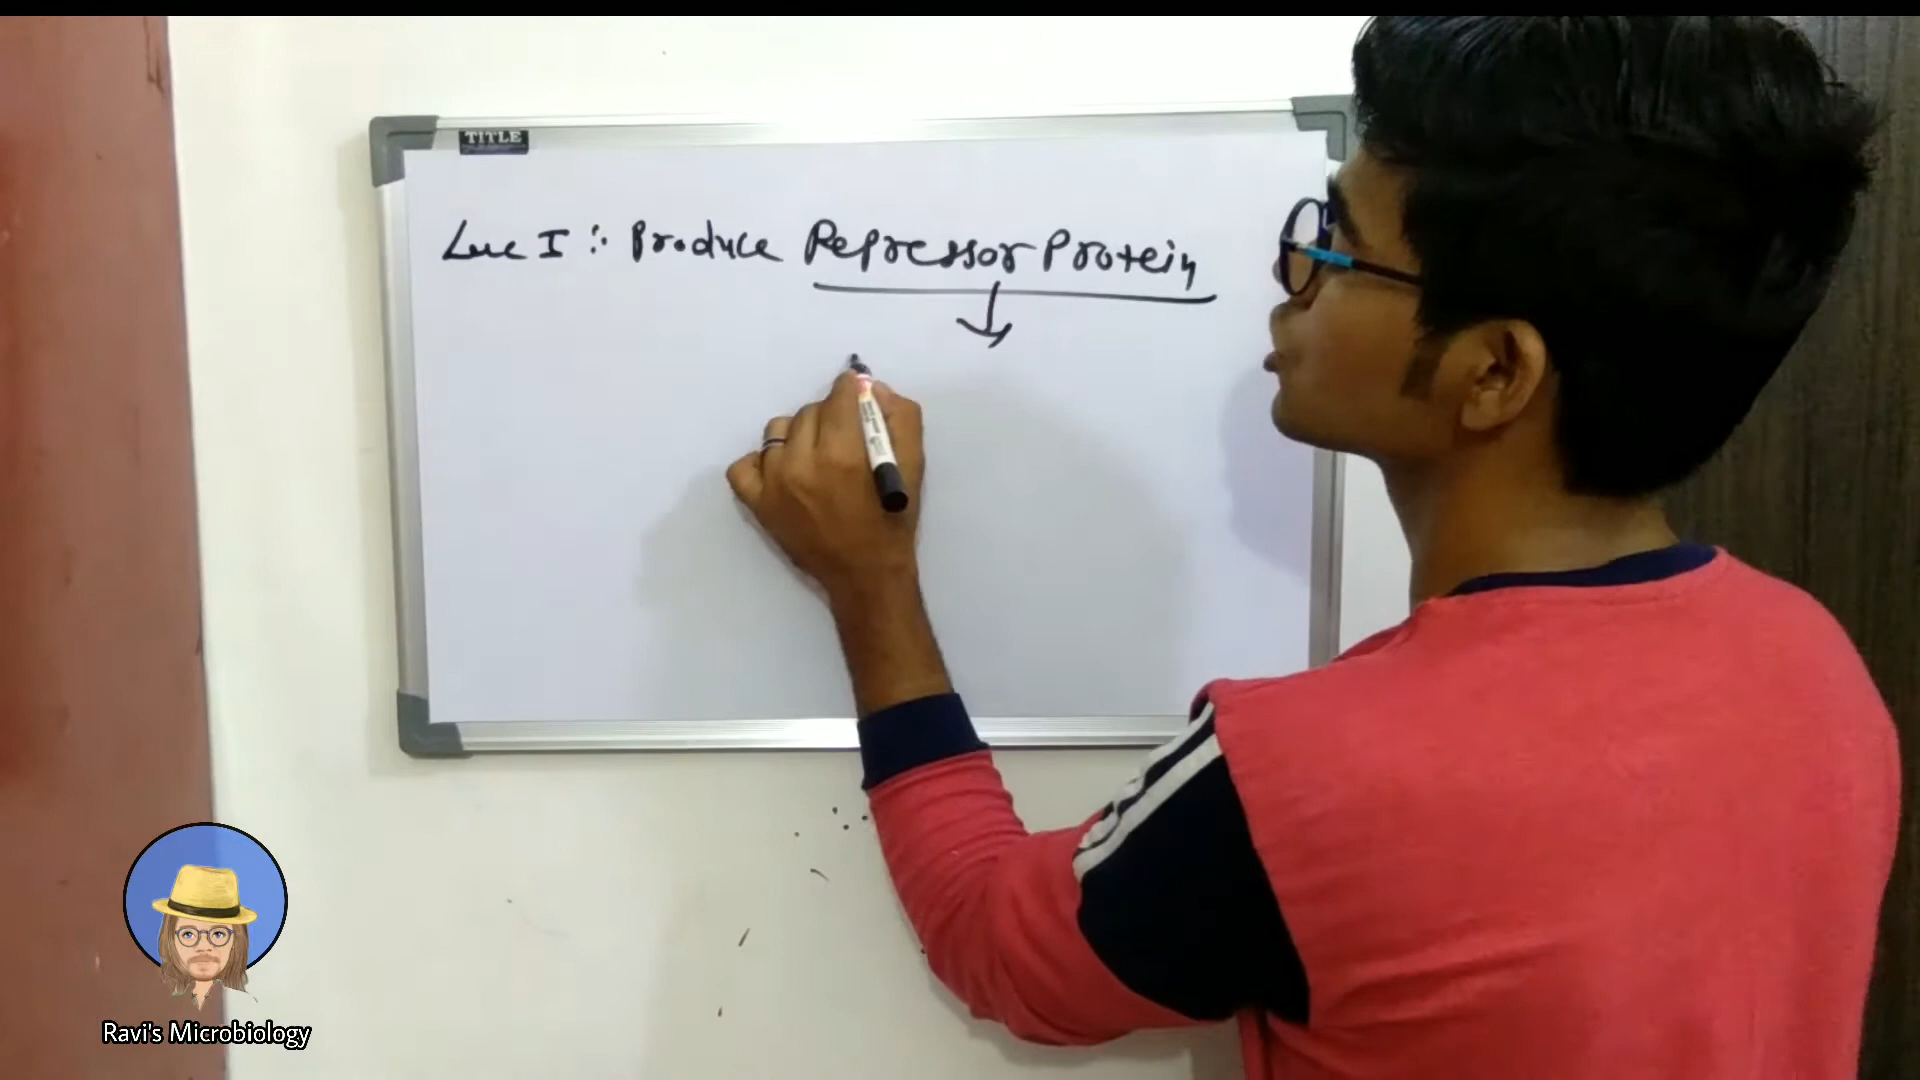 TITLE
Lac I :- Produce Repressor Protein
Ravi's Microbiology